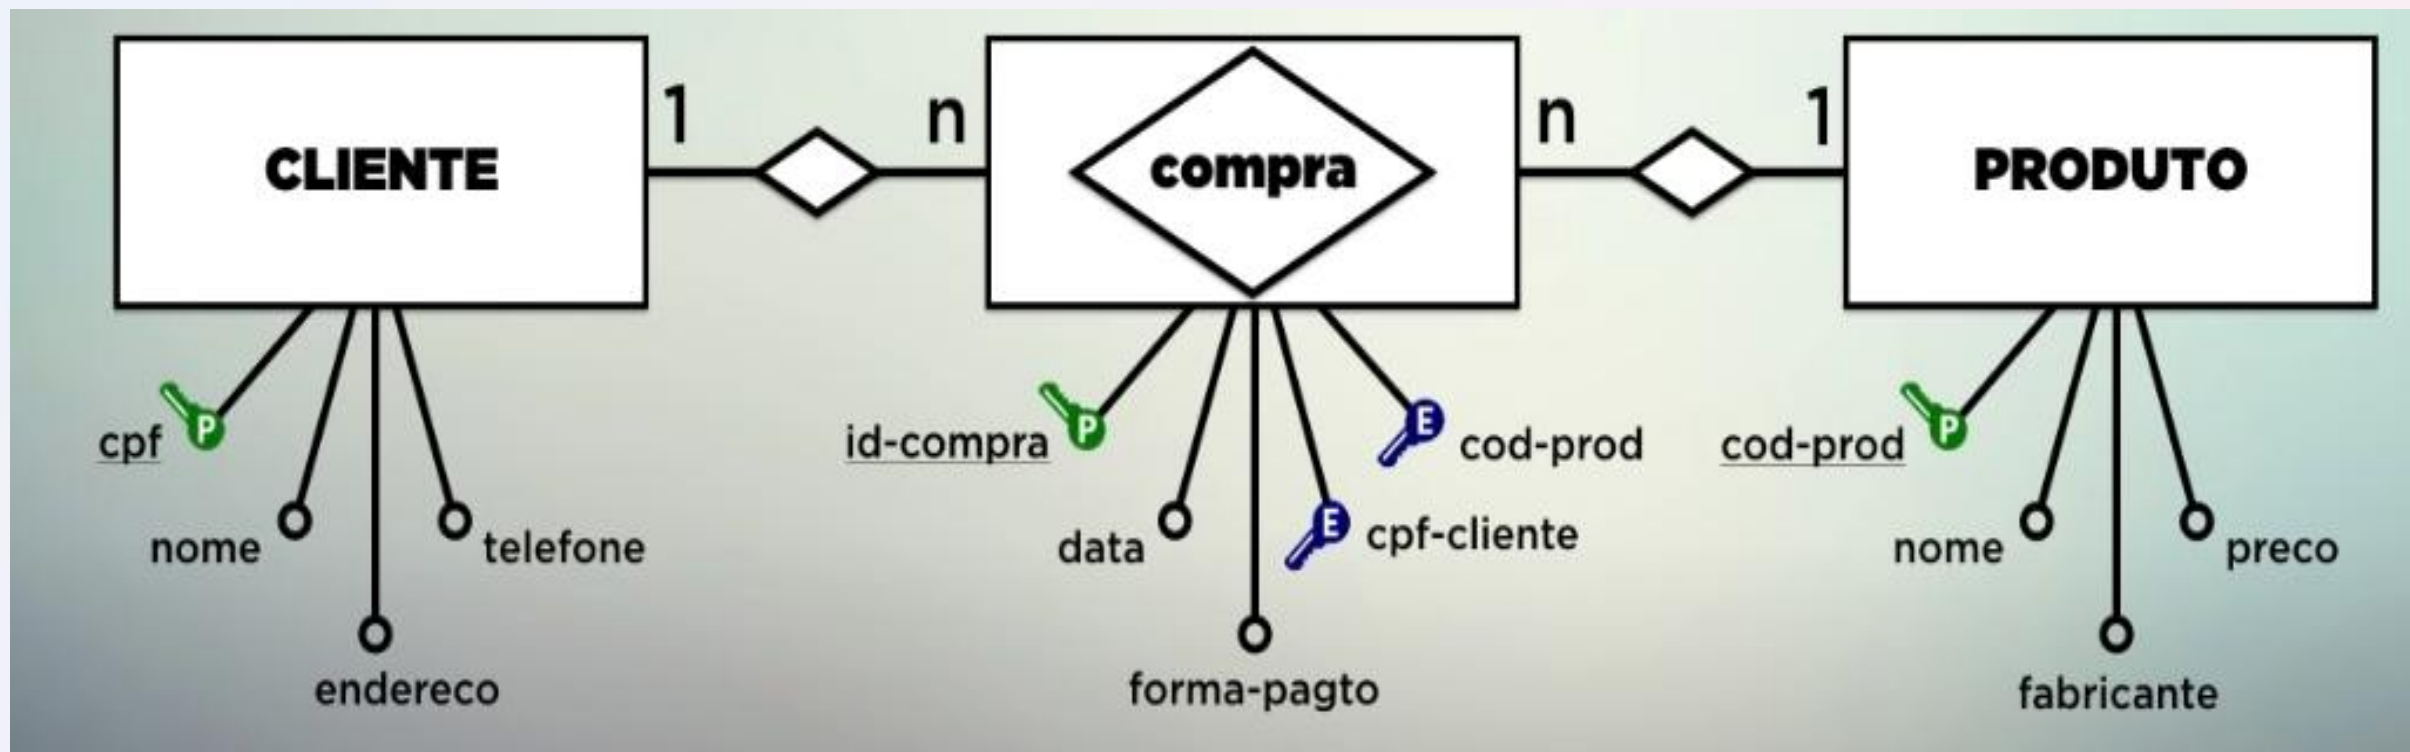 CLIENTE
1
n
compra
n
1
PRODUTO
cpf
P
nome
endereco
telefone
id-compra
P
data
forma-pagto
E
cpf-cliente
E
cod-prod
cod-prod
P
nome
fabricante
preco